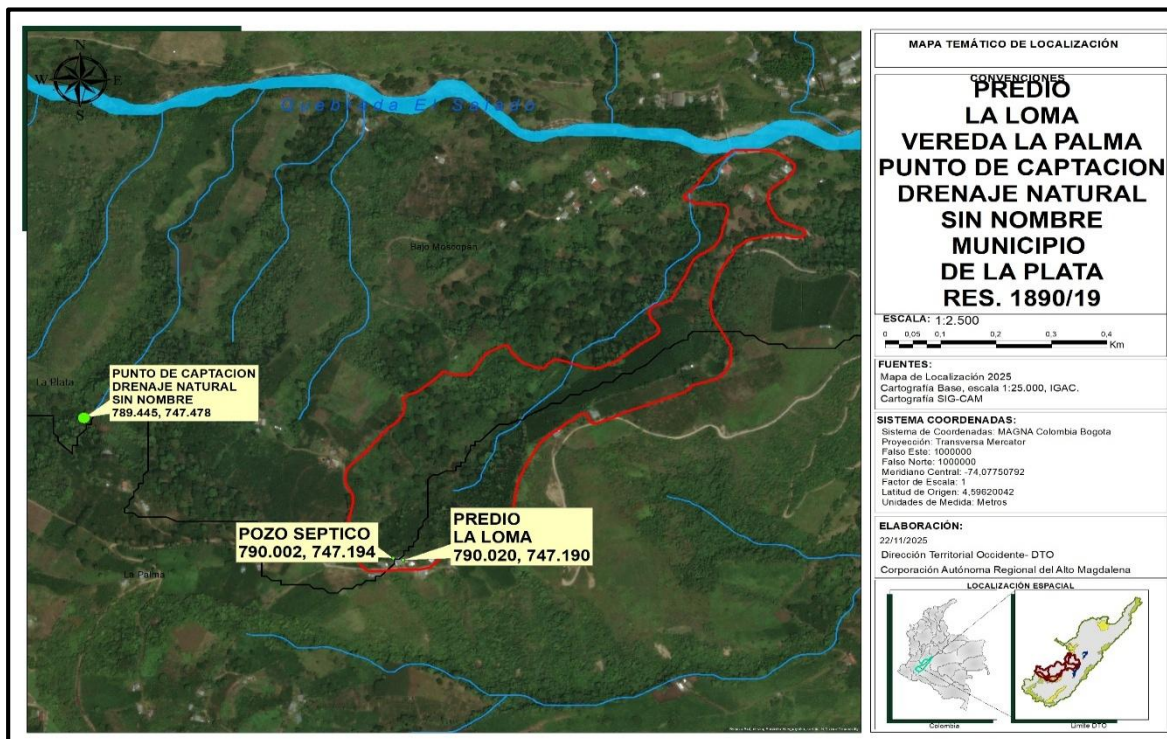 N
W E
S
Quebrada El Salado
Bajo Moscopán
La Plata
PUNTO DE CAPTACION
DRENAJE NATURAL
SIN NOMBRE
789.445, 747.478
POZO SEPTICO
790.002, 747.194
PREDIO
LA LOMA
790.020, 747.190
La Palma
MAPA TEMÁTICO DE LOCALIZACIÓN
CONVENCIONES
PREDIO
LA LOMA
VEREDA LA PALMA
PUNTO DE CAPTACION
DRENAJE NATURAL
SIN NOMBRE
MUNICIPIO
DE LA PLATA
RES. 1890/19
ESCALA: 1:2.500
0 0,05 0,1 0,2 0,3 0,4
Km
FUENTES:
Mapa de Localización 2025
Cartografía Base, escala 1:25.000, IGAC.
Cartografía SIG-CAM
SISTEMA COORDENADAS:
Sistema de Coordenadas: MAGNA Colombia Bogota
Proyección: Transversa Mercator
Falso Este: 1000000
Falso Norte: 1000000
Meridiano Central: -74,07750792
Factor de Escala: 1
Latitud de Origen: 4,59620042
Unidades de Medida: Metros
ELABORACIÓN:
22/11/2025
Dirección Territorial Occidente- DTO
Corporación Autónoma Regional del Alto Magdalena
LOCALIZACIÓN ESPACIAL
Colombia
Limite DTO